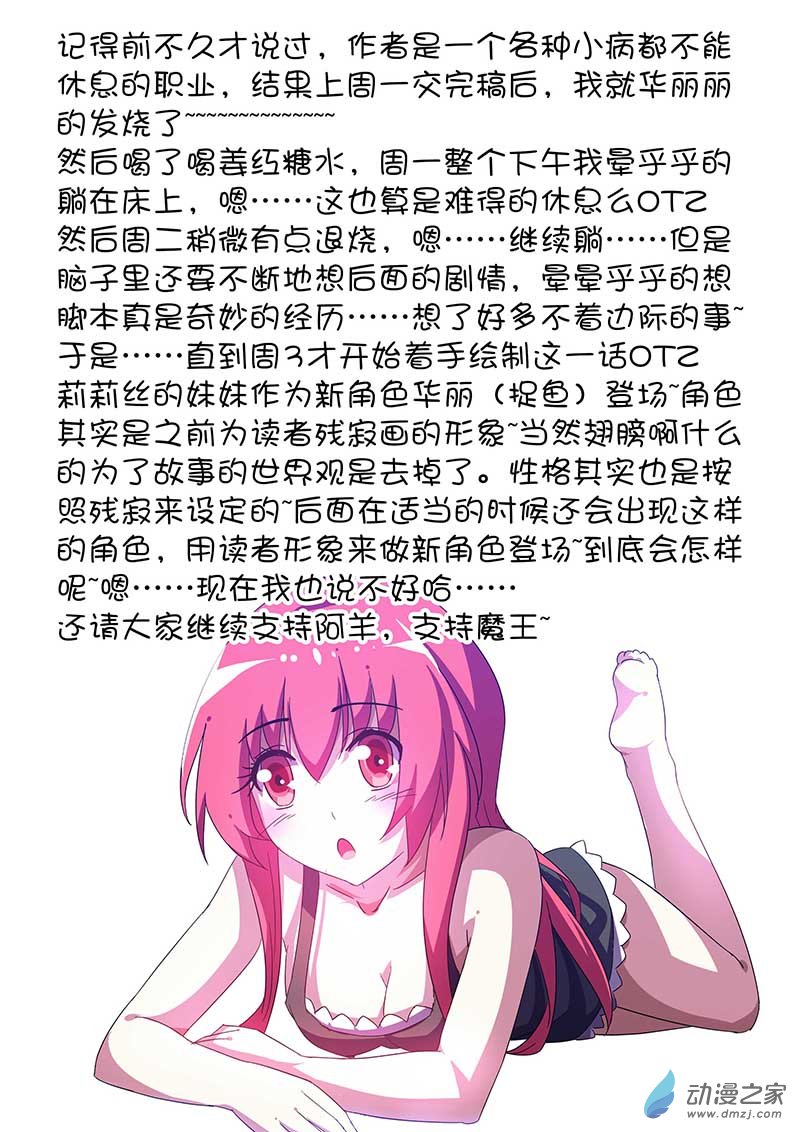 记得前不久才说过，作者是一个各种小病都不能
休息的职业，结果上周一交完稿后，我就华丽丽
的发烧了~~~~~~~~~~~~~~
然后喝了喝姜红糖水，周一整个下午我晕乎乎的
躺在床上，嗯……这也算是难得的休息么OTZ
然后周二稍微有点退烧，嗯……继续躺……但是
脑子里还要不断地想后面的剧情，晕晕乎乎的想
脚本真是奇妙的经历……想了好多不着边际的事~
于是……直到周3才开始着手绘制这一话OTZ
莉莉丝的妹妹作为新角色华丽（捉鱼）登场~角色
其实是之前为读者残寂画的形象~当然翅膀啊什么
的为了故事的世界观是去掉了。性格其实也是按
照残寂来设定的~后面在适当的时候还会出现这样
的角色，用读者形象来做新角色登场~到底会怎样
呢~嗯……现在我也说不好哈……
还请大家继续支持阿羊，支持魔王~
动漫之家
www.dmzj.com